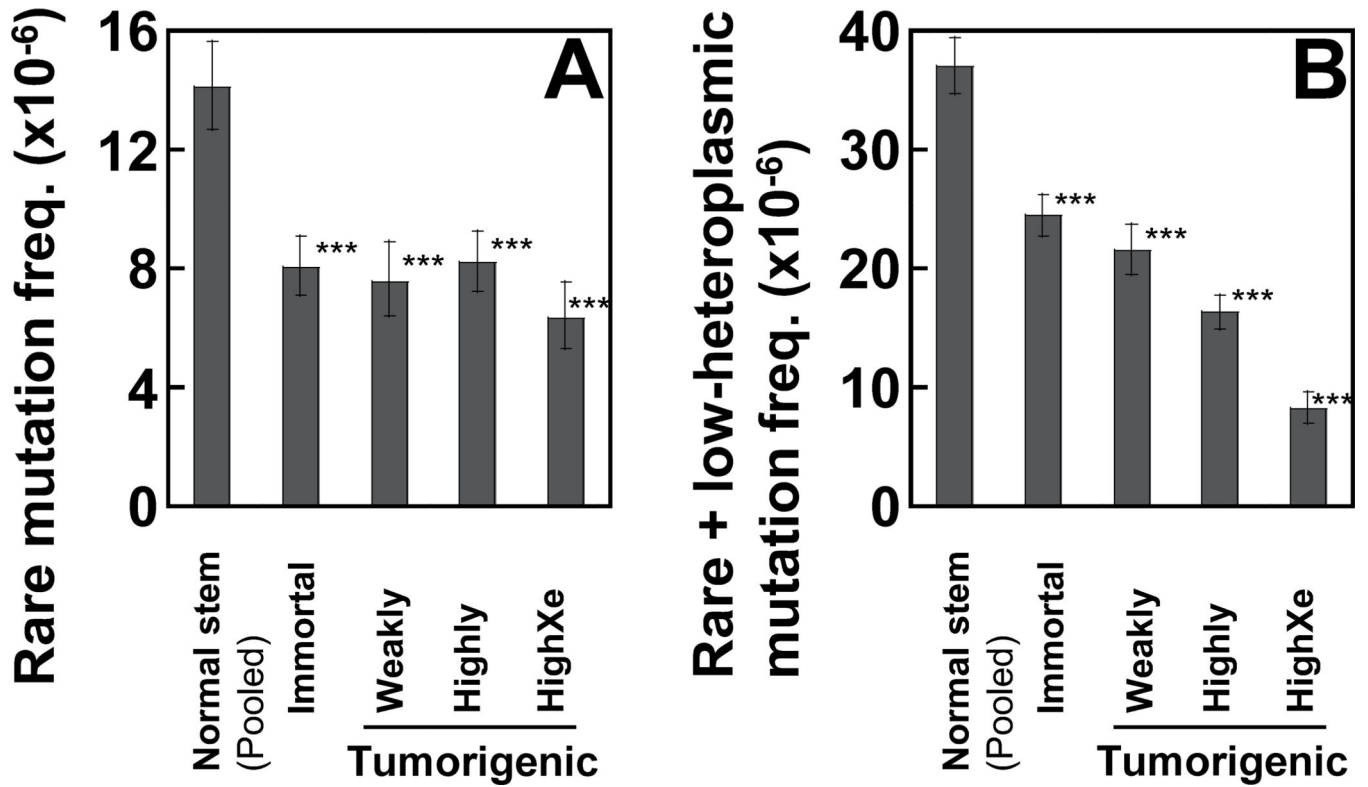 Rare mutation freq. (x10⁻⁶)
A
16
12
8
4
0
***
***
***
***
Normal stem
(Pooled)
Immortal
Weakly
Highly
HighXe
Tumorigenic
Rare + low-heteroplasmic
mutation freq. (x10⁻⁶)
B
40
30
20
10
0
***
***
***
***
Normal stem
(Pooled)
Immortal
Weakly
Highly
HighXe
Tumorigenic